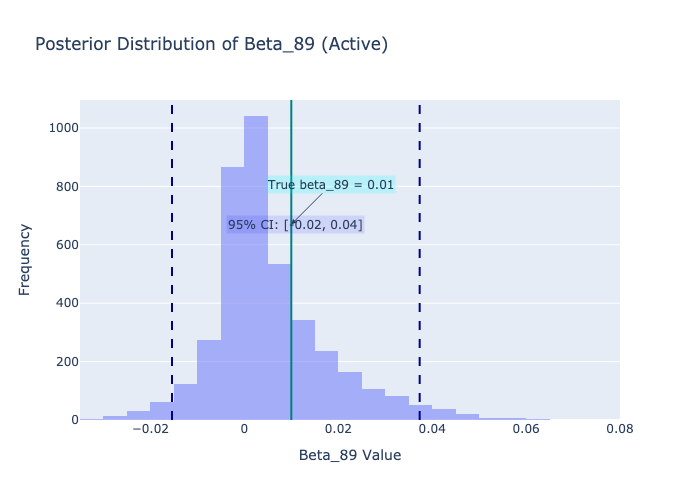 Posterior Distribution of Beta_89 (Active)
1000
800
600
400
200
0
Frequency
True beta_89 = 0.01
95% CI: [-0.02, 0.04]
−0.02
0
0.02
0.04
0.06
0.08
Beta_89 Value